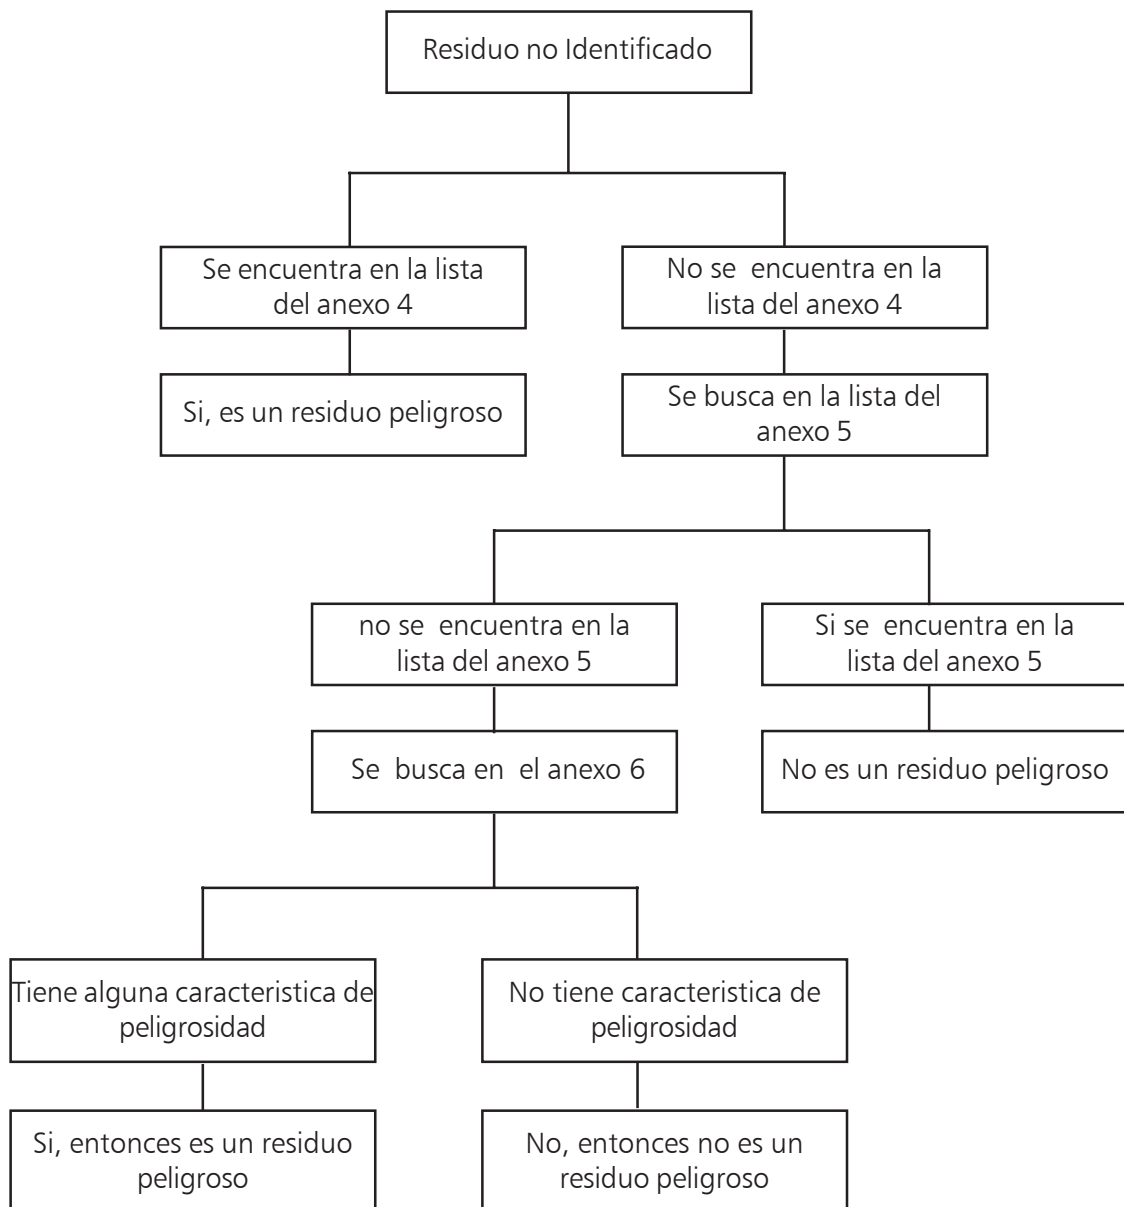 Residuo no Identificado
Se encuentra en la lista
del anexo 4
No se encuentra en la
lista del anexo 4
Si, es un residuo peligroso
Se busca en la lista del
anexo 5
no se encuentra en la
lista del anexo 5
Si se encuentra en la
lista del anexo 5
Se busca en el anexo 6
No es un residuo peligroso
Tiene alguna caracteristica de
peligrosidad
No tiene caracteristica de
peligrosidad
Si, entonces es un residuo
peligroso
No, entonces no es un
residuo peligroso